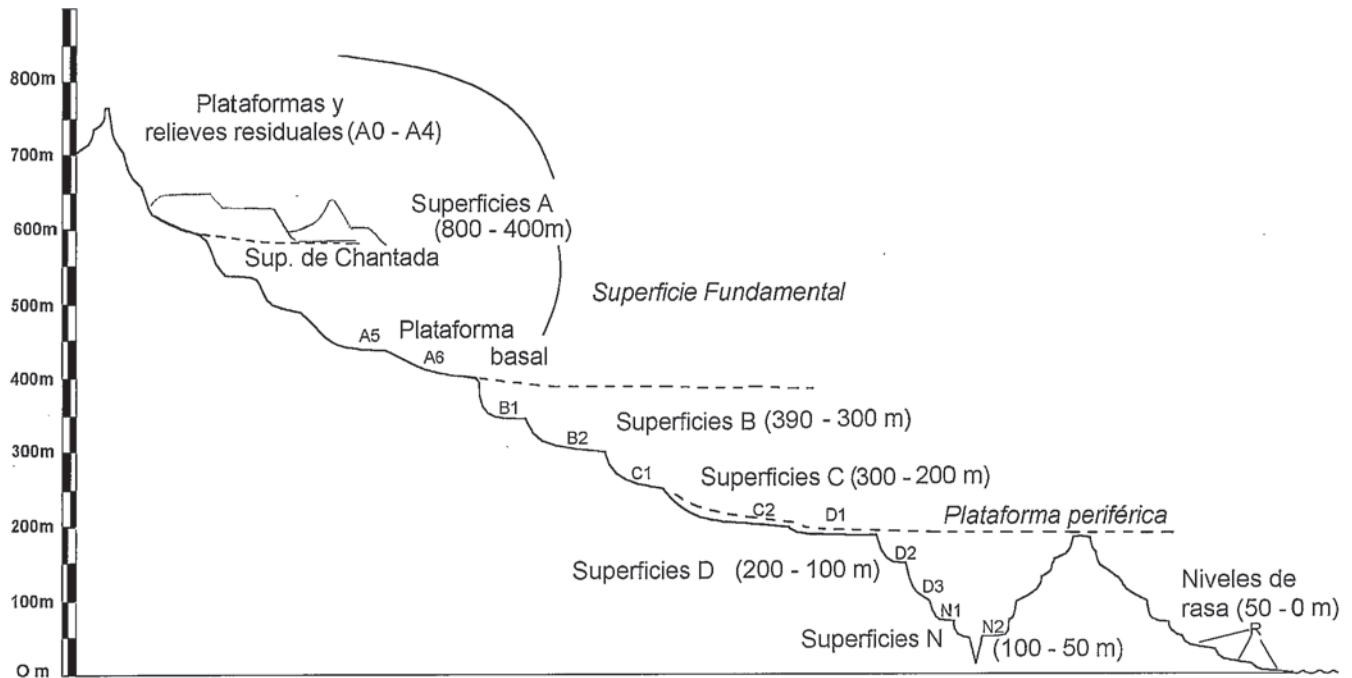 800m
Plataformas y
relieves residuales (A0 - A4)
700m
Superficies A
(800 - 400m)
600m
Sup. de Chantada
Superficie Fundamental
500m
A5
Plataforma
A6
basal
400m
B1
Superficies B (390 - 300 m)
B2
300m
C1
Superficies C (300 - 200 m)
C2
D1
Plataforma periférica
200m
D2
Superficies D (200 - 100 m)
D3
Niveles de
rasa (50 - 0 m)
100m
N1
N2
R
Superficies N
(100 - 50 m)
O m